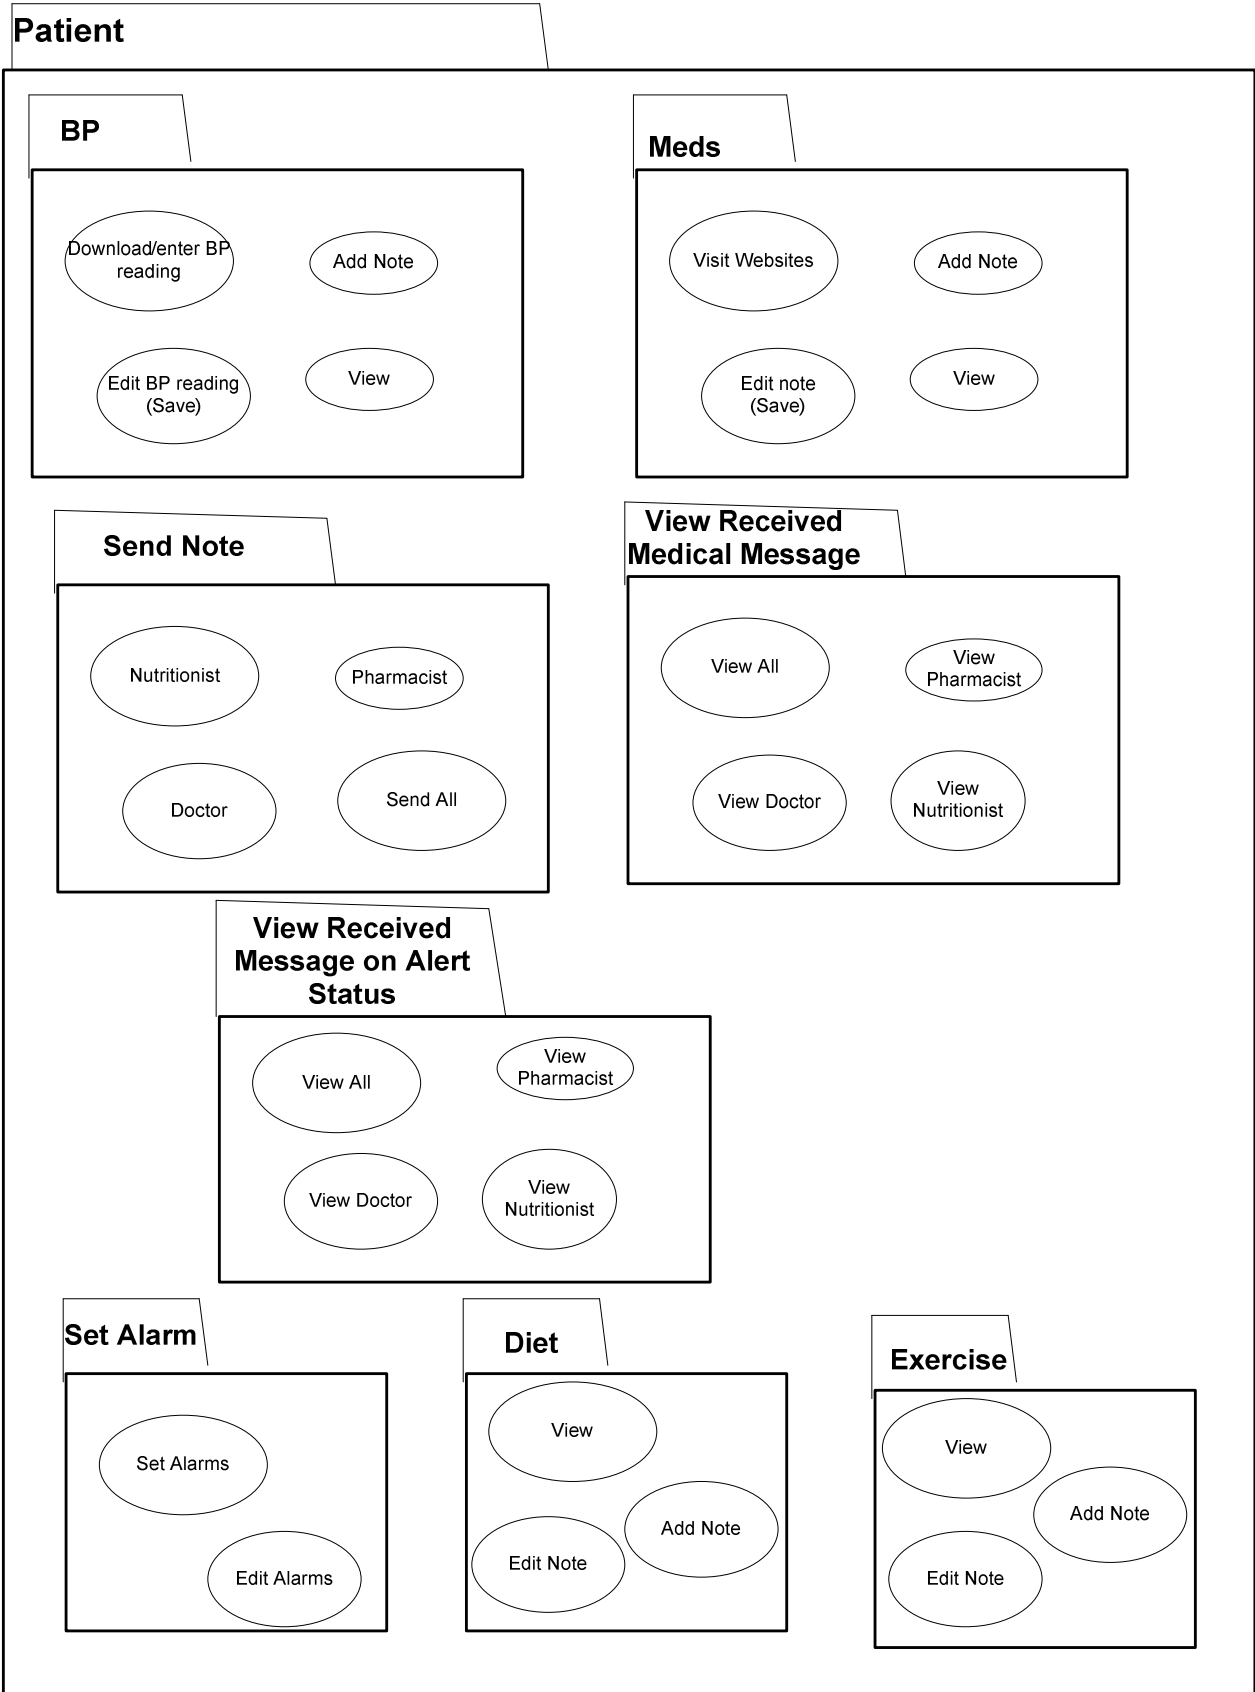 Patient
BP
Download/enter BP
reading
Add Note
Edit BP reading
(Save)
View
Meds
Visit Websites
Add Note
Edit note
(Save)
View
Send Note
Nutritionist
Pharmacist
Doctor
Send All
View Received
Medical Message
View All
View
Pharmacist
View Doctor
View
Nutritionist
View Received
Message on Alert
Status
View All
View
Pharmacist
View Doctor
View
Nutritionist
Set Alarm
Set Alarms
Edit Alarms
Diet
View
Add Note
Edit Note
Exercise
View
Add Note
Edit Note